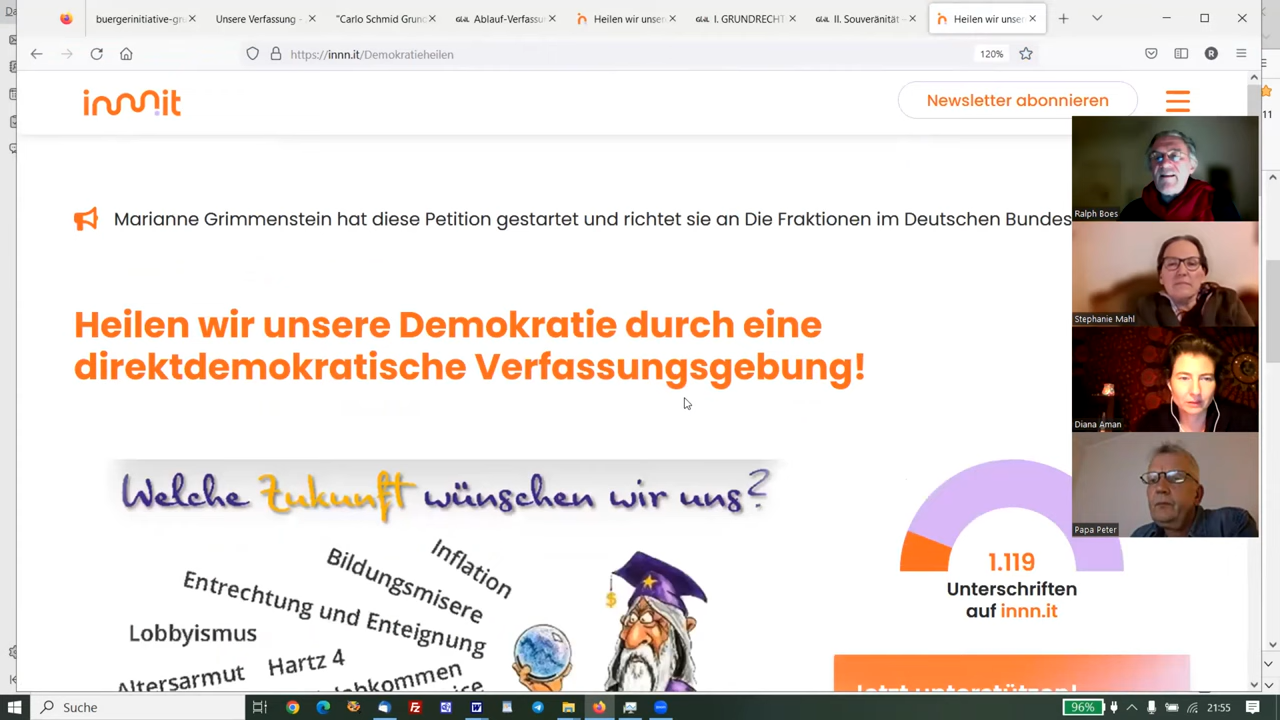 buergerinitiative-gr
Unsere Verfassung -
"Carlo Schmid Grund
Ablauf-Verfassu
Heilen wir unser
I. GRUNDRECHT
II. Souveränität -
Heilen wir unser
https://innn.it/Demokratieheilen
120%
R
innn.it
Newsletter abonnieren
11
Marianne Grimmenstein hat diese Petition gestartet und richtet sie an Die Fraktionen im Deutschen Bundes
Ralph Boes
Heilen wir unsere Demokratie durch eine
direktdemokratische Verfassungsgebung!
Stephanie Mahl
Diana Aman
Papa Peter
Welche Zukunft wünschen wir uns?
Inflation
Bildungsmisere
Entrechtung und Enteignung
Lobbyismus
Hartz 4
Altersarmut
1.119
Unterschriften
auf innn.it
Jetzt unterstützen!
Suche
96%
21:55